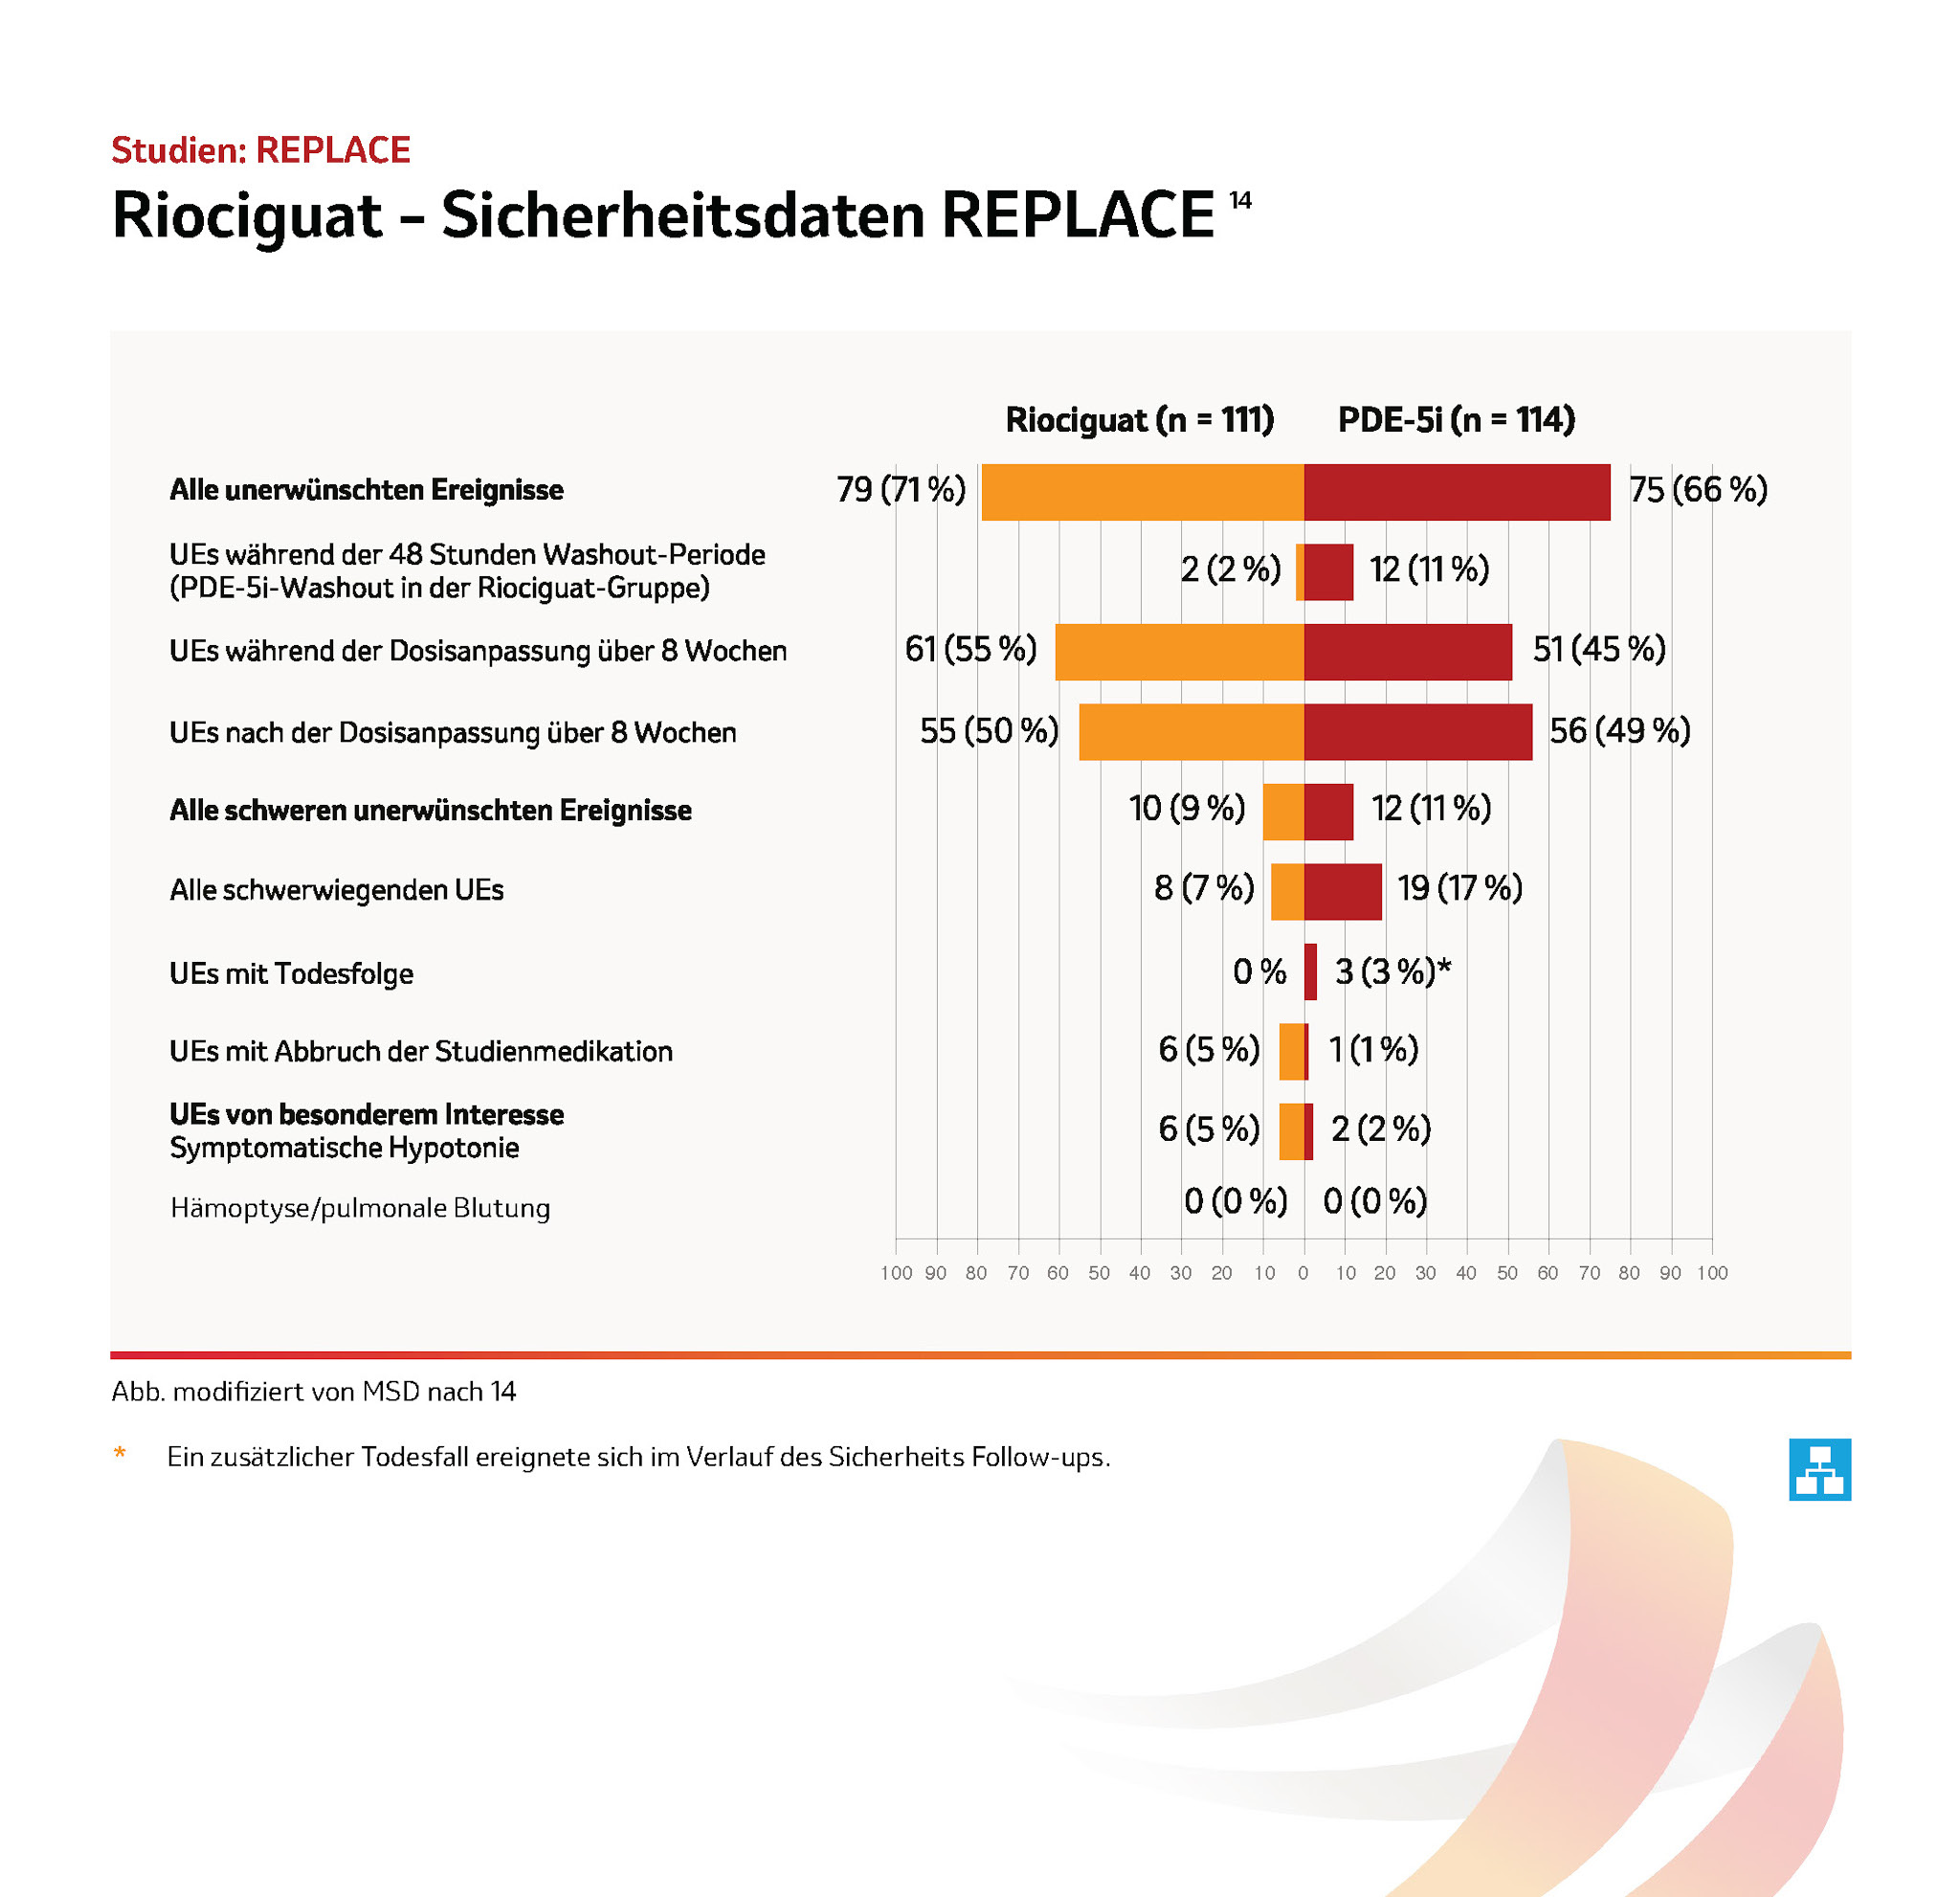 Studien: REPLACE
Riociguat – Sicherheitsdaten REPLACE 14
Riociguat (n = 111) PDE-5i (n = 114)
Alle unerwünschten Ereignisse 79 (71 %) 75 (66 %)
UEs während der 48 Stunden Washout-Periode
(PDE-5i-Washout in der Riociguat-Gruppe) 2 (2 %) 12 (11 %)
UEs während der Dosisanpassung über 8 Wochen 61 (55 %) 51 (45 %)
UEs nach der Dosisanpassung über 8 Wochen 55 (50 %) 56 (49 %)
Alle schweren unerwünschten Ereignisse 10 (9 %) 12 (11 %)
Alle schwerwiegenden UEs 8 (7 %) 19 (17 %)
UEs mit Todesfolge 0 % 3 (3 %)*
UEs mit Abbruch der Studienmedikation 6 (5 %) 1 (1 %)
UEs von besonderem Interesse
Symptomatische Hypotonie 6 (5 %) 2 (2 %)
Hämoptyse/pulmonale Blutung 0 (0 %) 0 (0 %)
100 90 80 70 60 50 40 30 20 10 0 10 20 30 40 50 60 70 80 90 100
Abb. modifiziert von MSD nach 14
* Ein zusätzlicher Todesfall ereignete sich im Verlauf des Sicherheits Follow-ups.